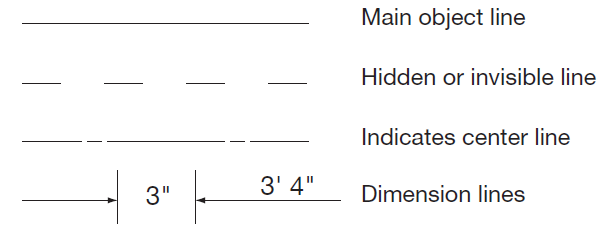 Main object line
Hidden or invisible line
Indicates center line
3" 3' 4" Dimension lines